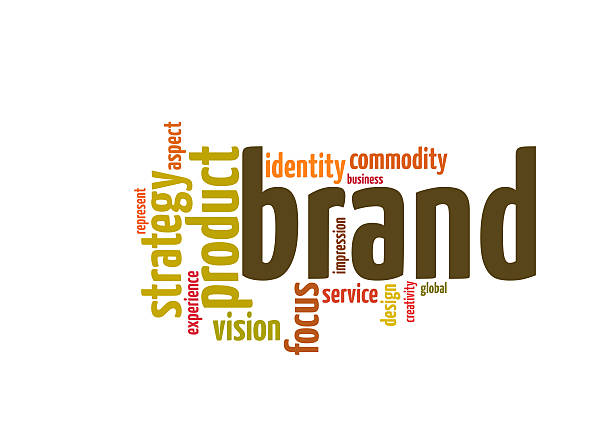 represent
strategy
aspect
experience
product
vision
identity
commodity
business
brand
impression
focus
service
design
creativity
global